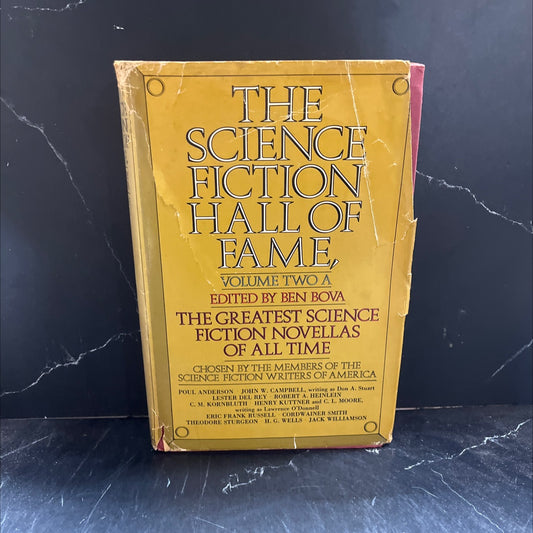 THE
SCIENCE
FICTION
HALL OF
FAME,
VOLUME TWO A
EDITED BY BEN BOVA
THE GREATEST SCIENCE
FICTION NOVELLAS
OF ALL TIME
CHOSEN BY THE MEMBERS OF THE
SCIENCE FICTION WRITERS OF AMERICA
POUL ANDERSON · JOHN W. CAMPBELL, writing as Don A. Stuart
LESTER DEL REY · ROBERT A. HEINLEIN
C. M. KORNBLUTH · HENRY KUTTNER and C. L. MOORE,
writing as Lawrence O'Donnell
ERIC FRANK RUSSELL · CORDWAINER SMITH
THEODORE STURGEON · H. G. WELLS · JACK WILLIAMSON